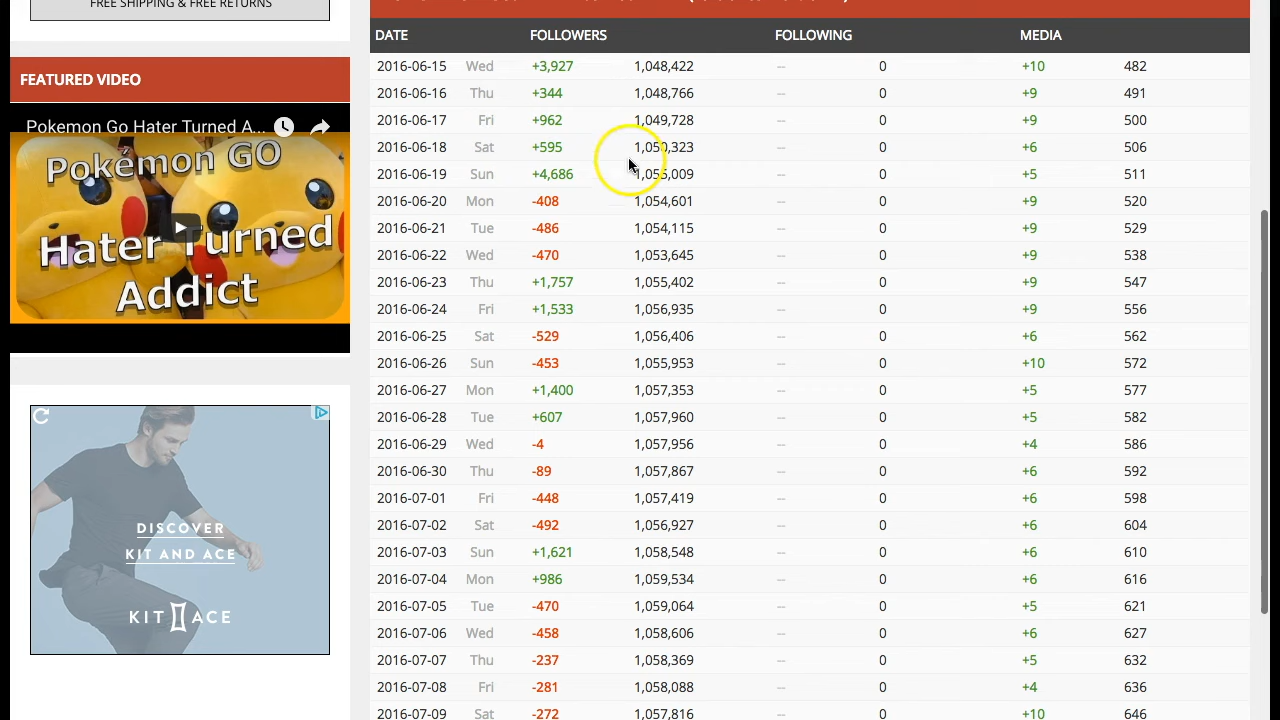 FREE SHIPPING & FREE RETURNS
FEATURED VIDEO
Pokemon Go Hater Turned A...
Pokémon GO
Hater Turned
Addict
DISCOVER
KIT AND ACE
KIT ACE
DATE FOLLOWERS FOLLOWING MEDIA
2016-06-15 Wed +3,927 1,048,422 -- 0 +10 482
2016-06-16 Thu +344 1,048,766 -- 0 +9 491
2016-06-17 Fri +962 1,049,728 -- 0 +9 500
2016-06-18 Sat +595 1,050,323 -- 0 +6 506
2016-06-19 Sun +4,686 1,055,009 -- 0 +5 511
2016-06-20 Mon -408 1,054,601 -- 0 +9 520
2016-06-21 Tue -486 1,054,115 -- 0 +9 529
2016-06-22 Wed -470 1,053,645 -- 0 +9 538
2016-06-23 Thu +1,757 1,055,402 -- 0 +9 547
2016-06-24 Fri +1,533 1,056,935 -- 0 +9 556
2016-06-25 Sat -529 1,056,406 -- 0 +6 562
2016-06-26 Sun -453 1,055,953 -- 0 +10 572
2016-06-27 Mon +1,400 1,057,353 -- 0 +5 577
2016-06-28 Tue +607 1,057,960 -- 0 +5 582
2016-06-29 Wed -4 1,057,956 -- 0 +4 586
2016-06-30 Thu -89 1,057,867 -- 0 +6 592
2016-07-01 Fri -448 1,057,419 -- 0 +6 598
2016-07-02 Sat -492 1,056,927 -- 0 +6 604
2016-07-03 Sun +1,621 1,058,548 -- 0 +6 610
2016-07-04 Mon +986 1,059,534 -- 0 +6 616
2016-07-05 Tue -470 1,059,064 -- 0 +5 621
2016-07-06 Wed -458 1,058,606 -- 0 +6 627
2016-07-07 Thu -237 1,058,369 -- 0 +5 632
2016-07-08 Fri -281 1,058,088 -- 0 +4 636
2016-07-09 Sat -272 1,057,816 -- 0 +10 646